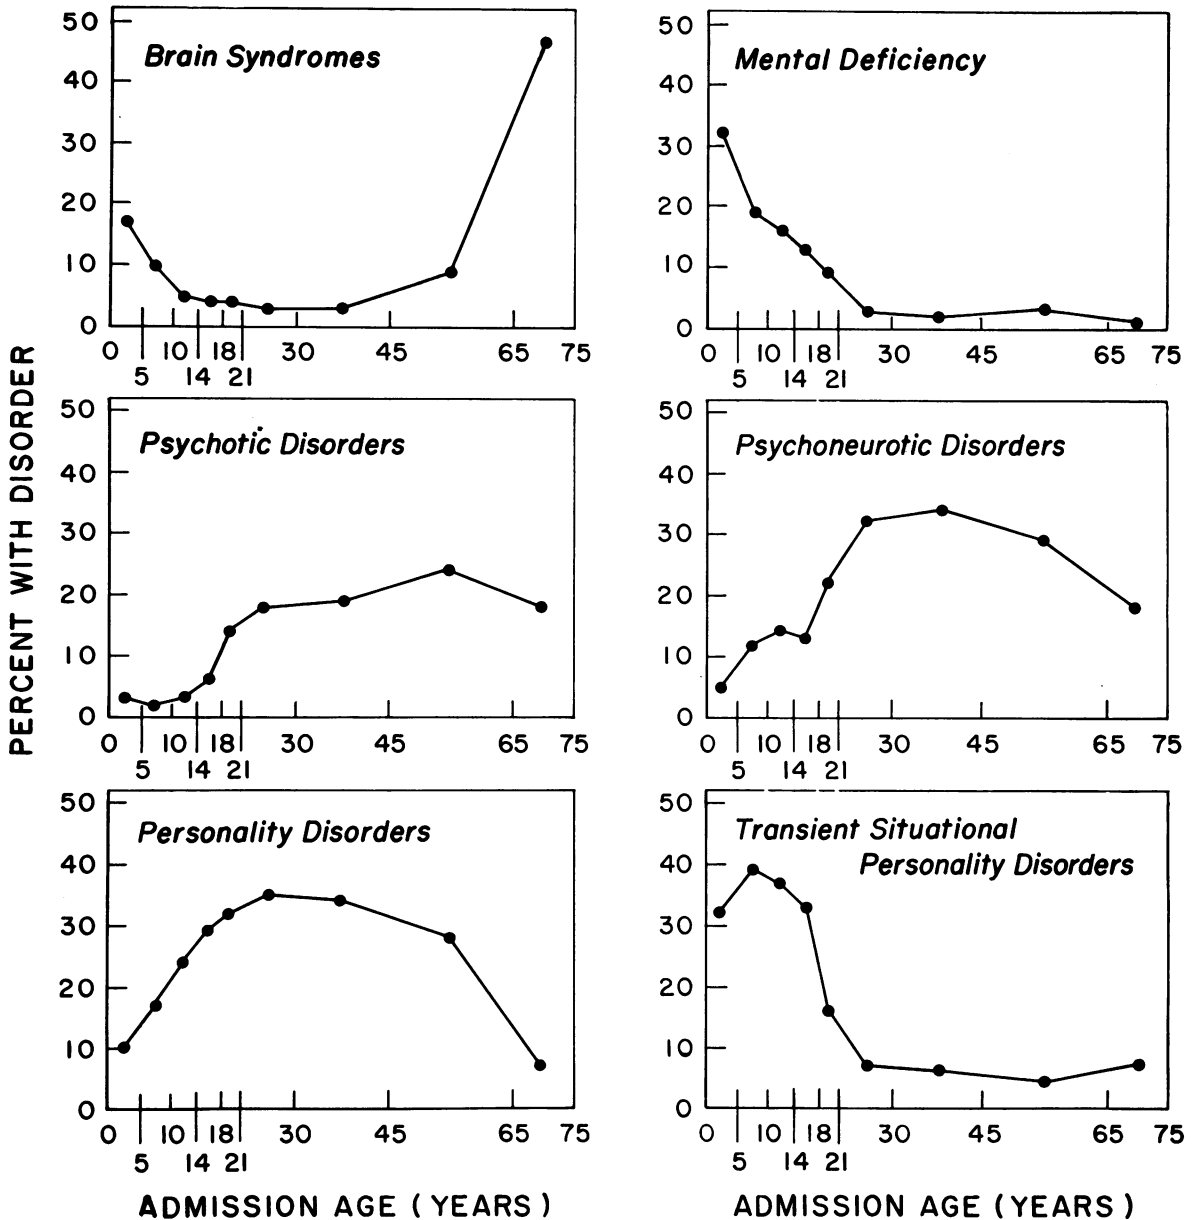 PERCENT WITH DISORDER
Brain Syndromes
50
40
30
20
10
0
0 10 18 30 45 65 75
5 14 21
Mental Deficiency
50
40
30
20
10
0
0 10 18 30 45 65 75
5 14 21
Psychotic Disorders
50
40
30
20
10
0
0 10 18 30 45 65 75
5 14 21
Psychoneurotic Disorders
50
40
30
20
10
0
0 10 18 30 45 65 75
5 14 21
Personality Disorders
50
40
30
20
10
0
0 10 18 30 45 65 75
5 14 21
ADMISSION AGE (YEARS)
Transient Situational
Personality Disorders
50
40
30
20
10
0
0 10 18 30 45 65 75
5 14 21
ADMISSION AGE (YEARS)